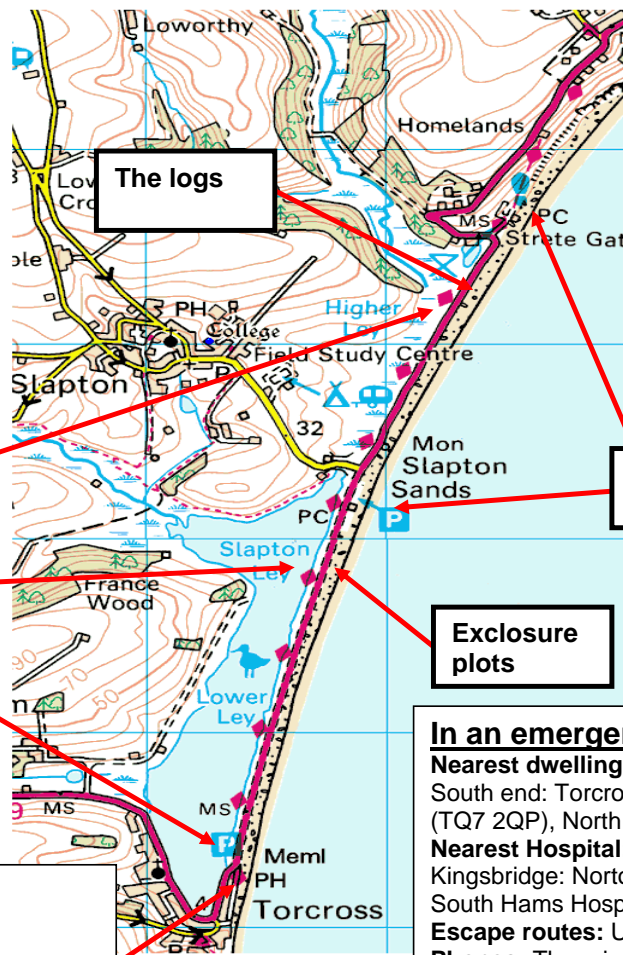 Loworthy
Homelands
The logs
Low
Cro
MS
PC
Strete Gat
ole
PH
College
Higher
Ley
Field Study Centre
P
Slapton
32
Mon
Slapton
Sands
PC
P
Slapton
Ley
France
Wood
Exclosure
plots
90
70
50
m
Lower
Ley
In an emergen
Nearest dwelling
South end: Torcro
(TQ7 2QP), North
Nearest Hospital
Kingsbridge: Norto
South Hams Hosp
Escape routes: U
9
MS
MS
P
Meml
PH
4
Torcross